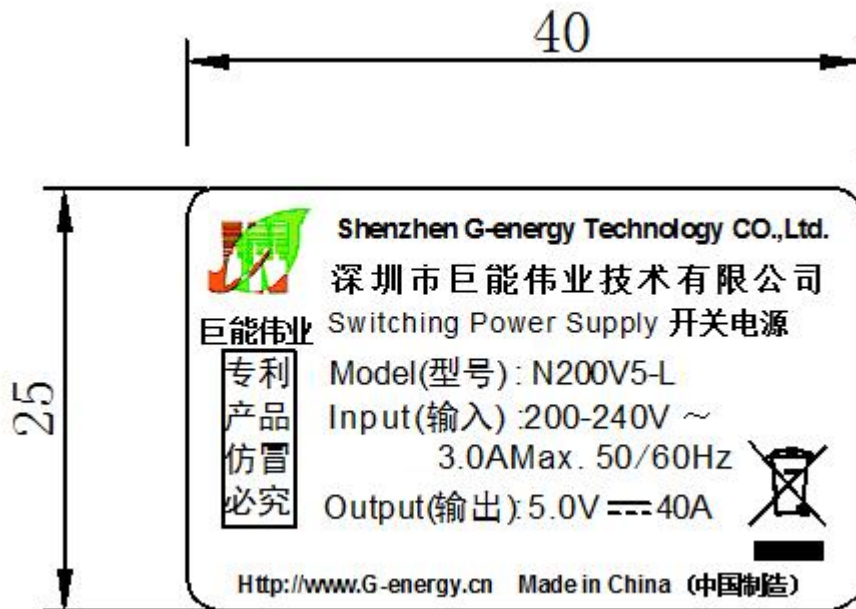 40
25
Shenzhen G-energy Technology CO.,Ltd.
深圳市巨能伟业技术有限公司
巨能伟业
Switching Power Supply 开关电源
专利
产品
仿冒
必究
Model(型号) : N200V5-L
Input(输入) :200-240V ~
3.0AMax. 50/60Hz
Output(输出):5.0V ⎓ 40A
Http://www.G-energy.cn Made in China (中国制造)